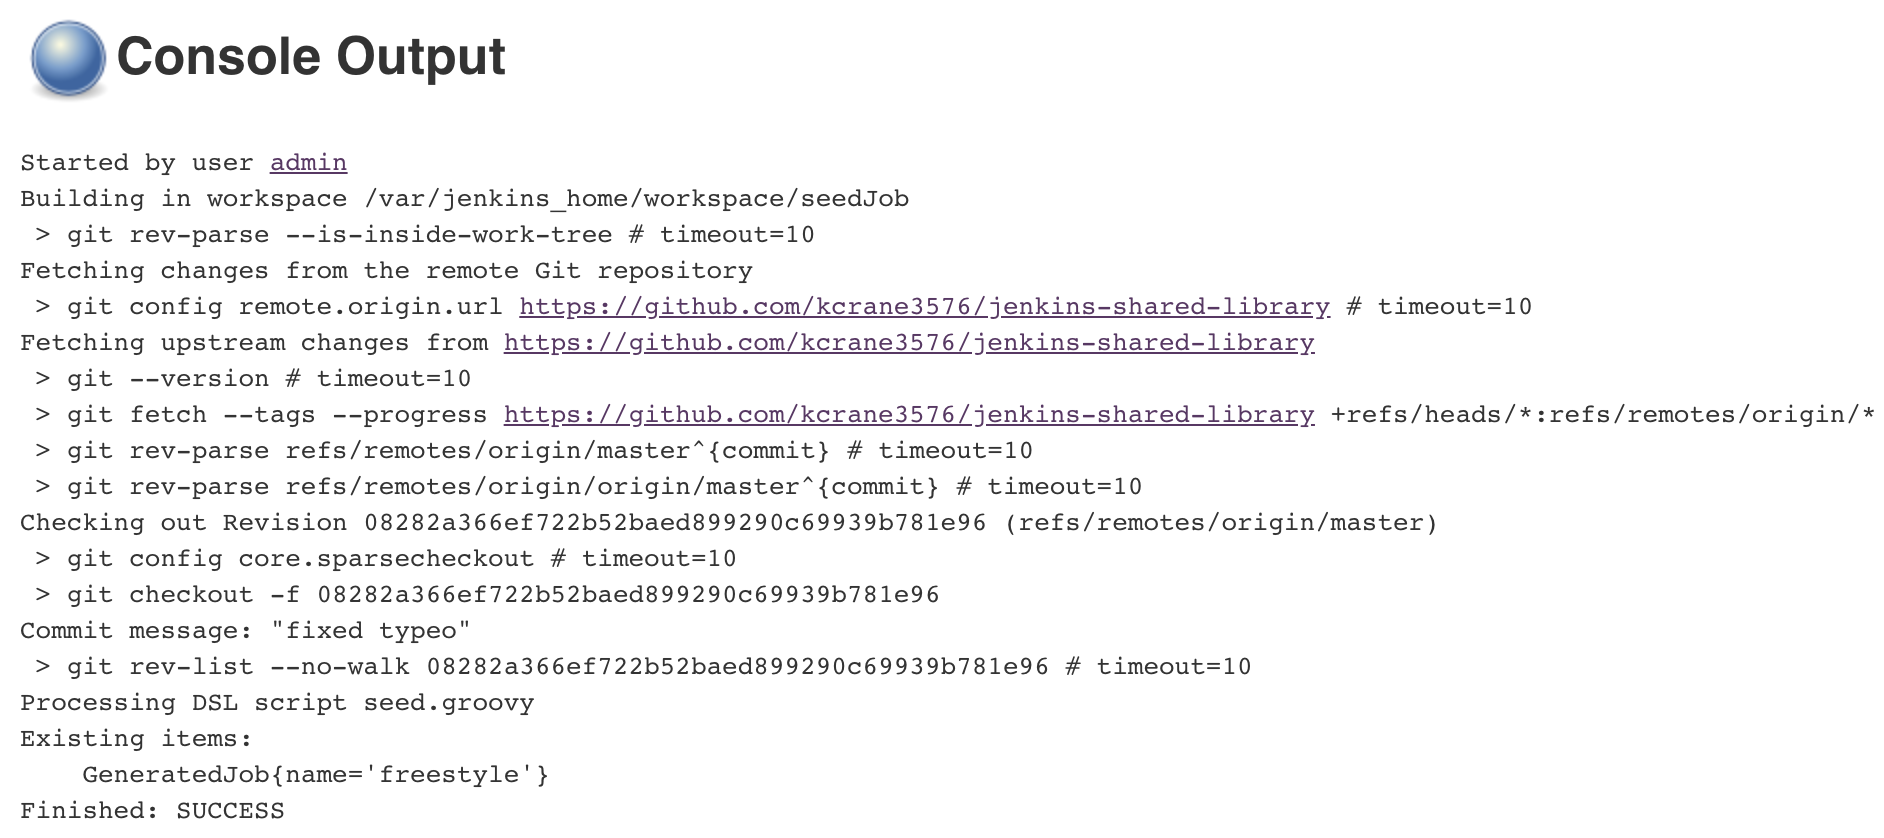 Console Output
Started by user admin
Building in workspace /var/jenkins_home/workspace/seedJob
 > git rev-parse --is-inside-work-tree # timeout=10
Fetching changes from the remote Git repository
 > git config remote.origin.url https://github.com/kcrane3576/jenkins-shared-library # timeout=10
Fetching upstream changes from https://github.com/kcrane3576/jenkins-shared-library
 > git --version # timeout=10
 > git fetch --tags --progress https://github.com/kcrane3576/jenkins-shared-library +refs/heads/*:refs/remotes/origin/*
 > git rev-parse refs/remotes/origin/master^{commit} # timeout=10
 > git rev-parse refs/remotes/origin/origin/master^{commit} # timeout=10
Checking out Revision 08282a366ef722b52baed899290c69939b781e96 (refs/remotes/origin/master)
 > git config core.sparsecheckout # timeout=10
 > git checkout -f 08282a366ef722b52baed899290c69939b781e96
Commit message: "fixed typeo"
 > git rev-list --no-walk 08282a366ef722b52baed899290c69939b781e96 # timeout=10
Processing DSL script seed.groovy
Existing items:
    GeneratedJob{name='freestyle'}
Finished: SUCCESS